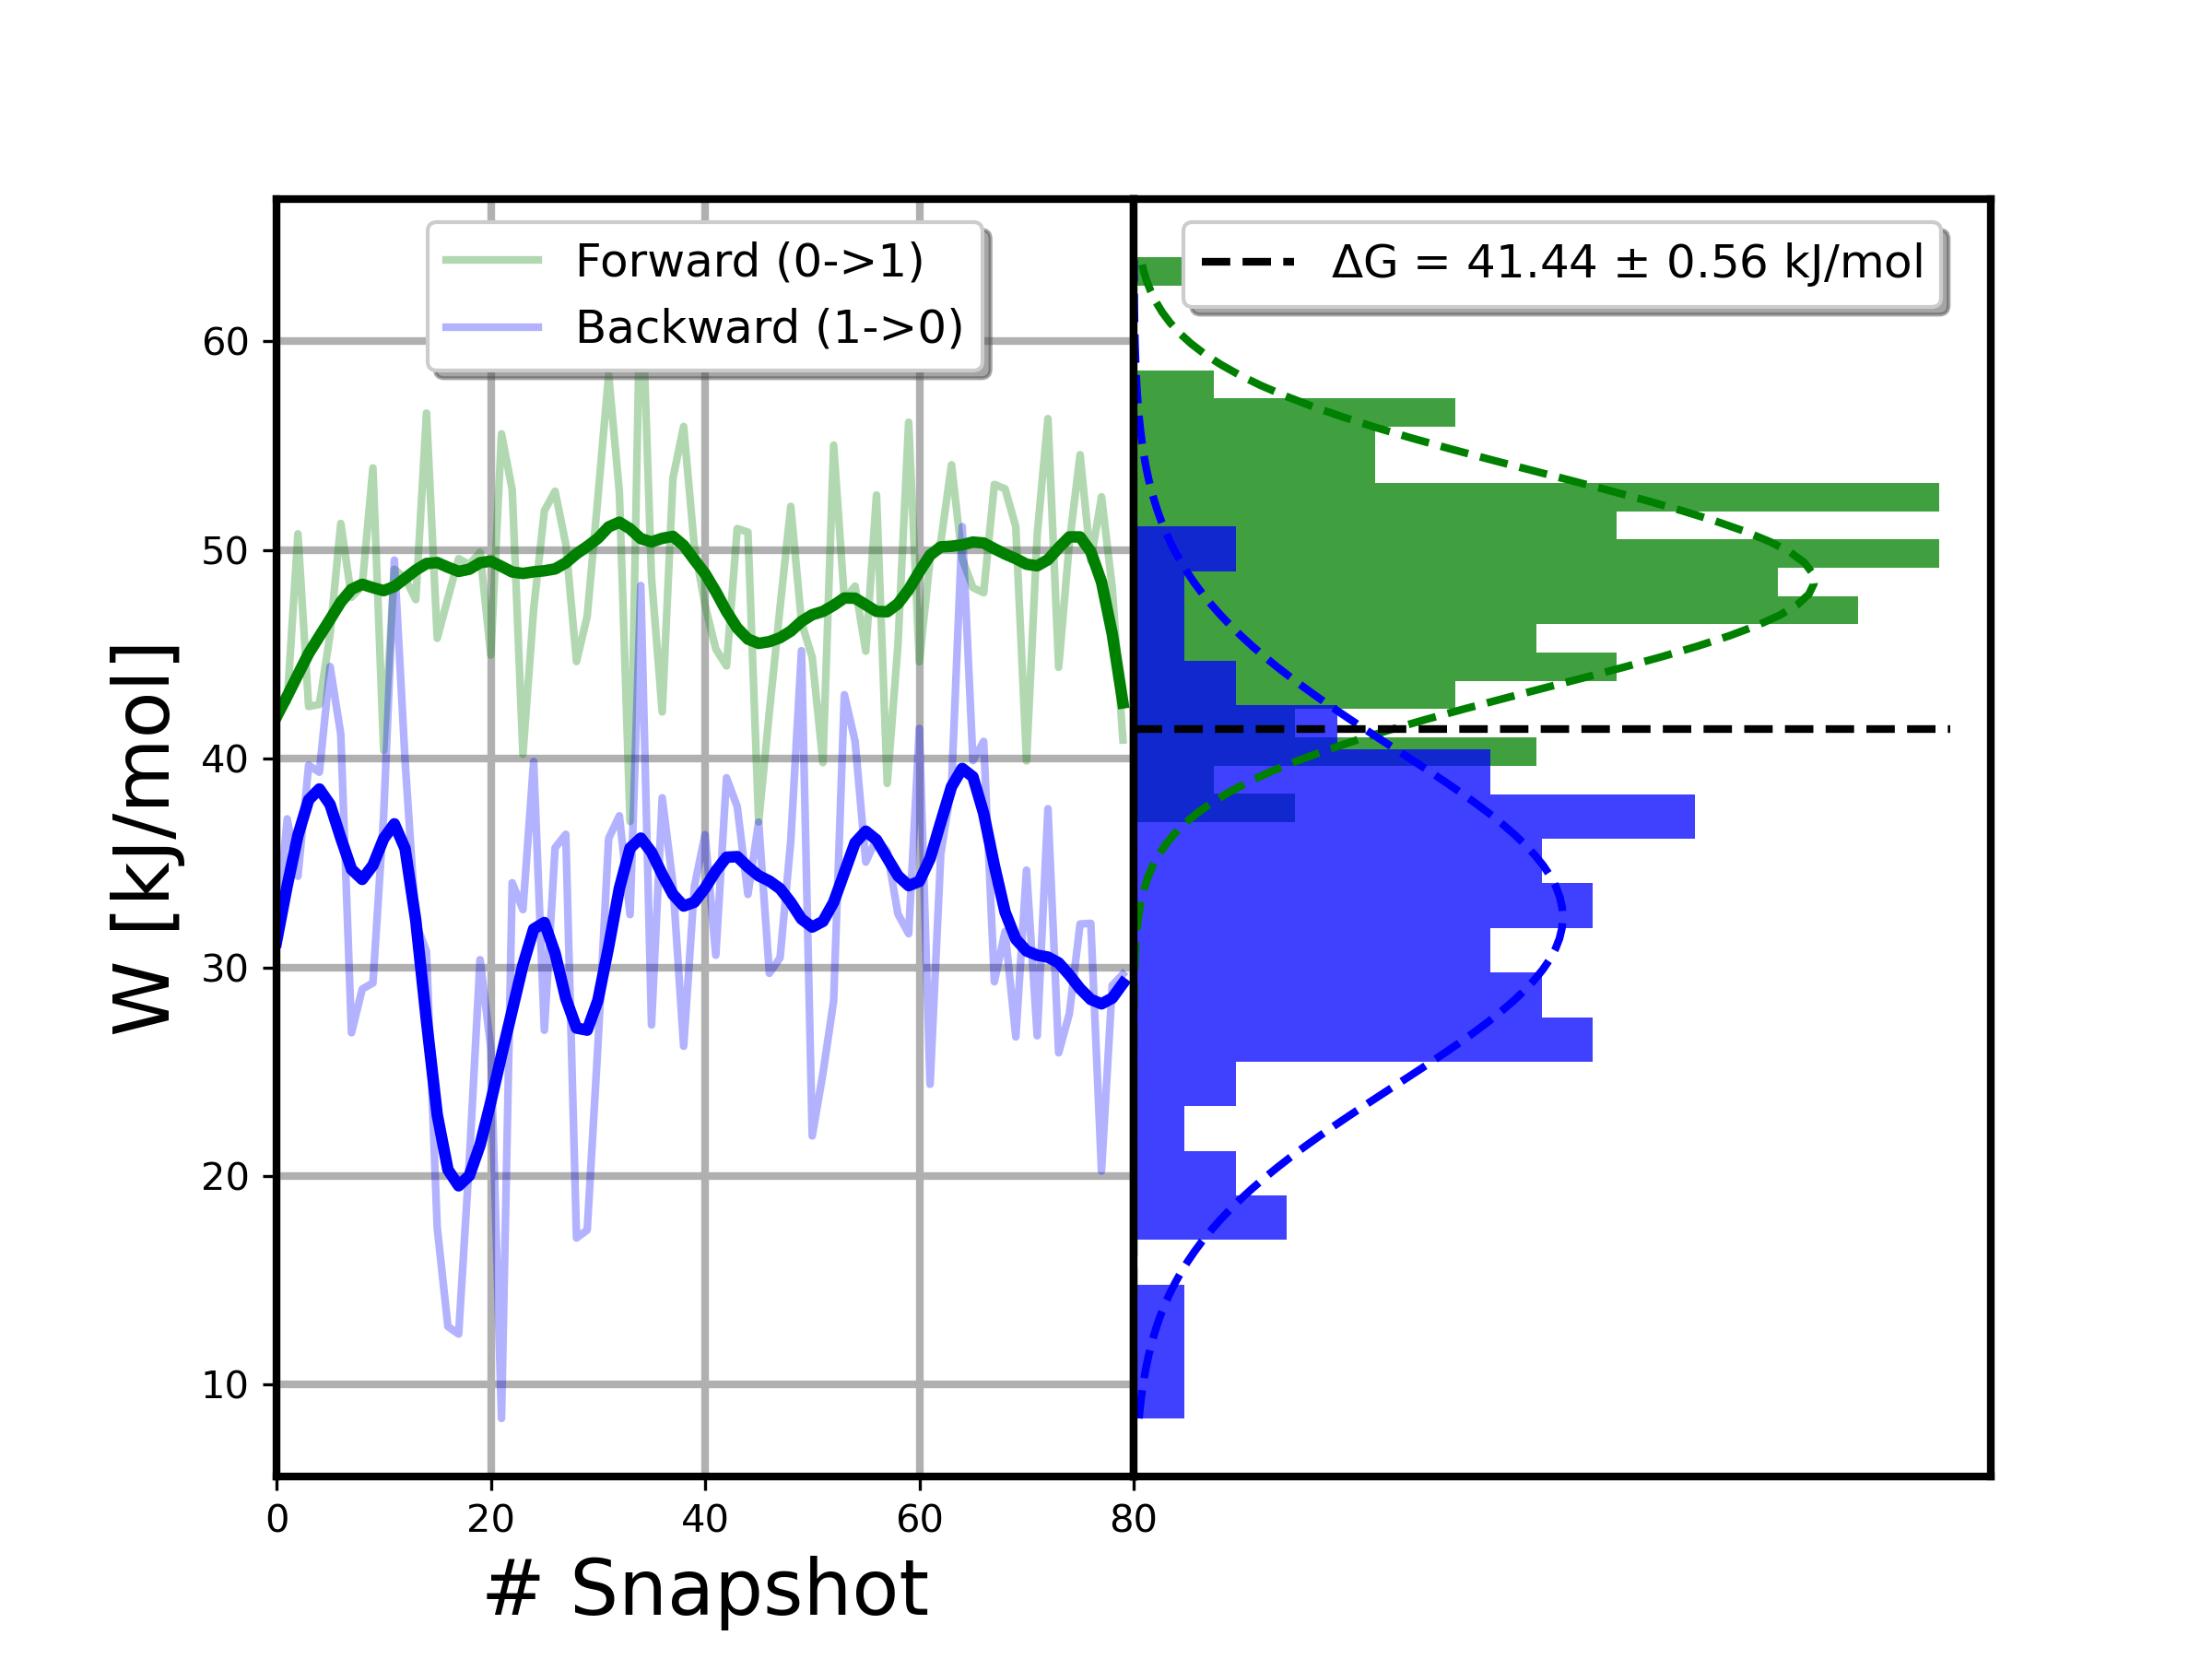 Forward (0->1)
Backward (1->0)
ΔG = 41.44 ± 0.56 kJ/mol
W [kJ/mol]
60
50
40
30
20
10
0 20 40 60 80
# Snapshot